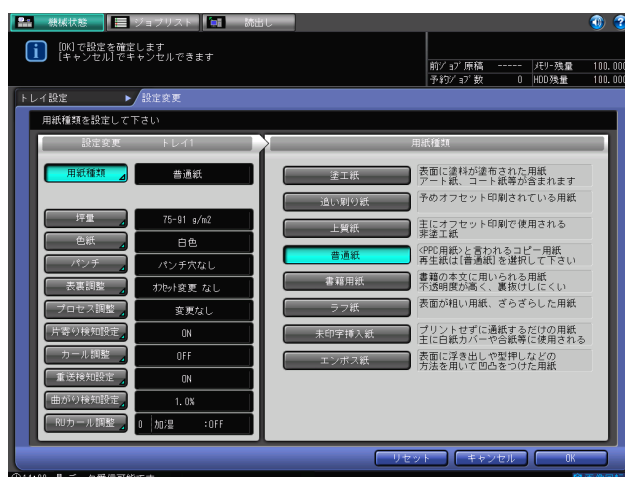 機械状態 ジョブリスト 読出し
[OK]で設定を確定します
[キャンセル]でキャンセルできます
前ジョブ原稿 ----- メモリ-残量 100.000
予約ジョブ数 0 HDD残量 100.000
トレイ設定 設定変更
用紙種類を設定して下さい
設定変更 トレイ1
用紙種類 普通紙
坪量 75-91 g/m2
色紙 白色
パンチ パンチ穴なし
表裏調整 オフセット変更 なし
プロセス調整 変更なし
片寄り検知設定 ON
カール調整 OFF
重送検知設定 ON
曲がり検知設定 1.0%
RUカール調整 0 加湿 :OFF
用紙種類
塗工紙 表面に塗料が塗布された用紙
アート紙、コート紙等が含まれます
追い刷り紙 予めオフセット印刷されている用紙
上質紙 主にオフセット印刷で使用される
非塗工紙
普通紙 <PPC用紙>と言われるコピー用紙
再生紙は[普通紙]を選択して下さい
書籍用紙 書籍の本文に用いられる用紙
不透明度が高く、裏抜けしにくい
ラフ紙 表面が粗い用紙、ざらざらした用紙
未印字挿入紙 プリントせずに通紙するだけの用紙
主に白紙カバーや合紙等に使用される
エンボス紙 表面に浮き出しや型押しなどの
方法を用いて凹凸をつけた用紙
リセット キャンセル OK